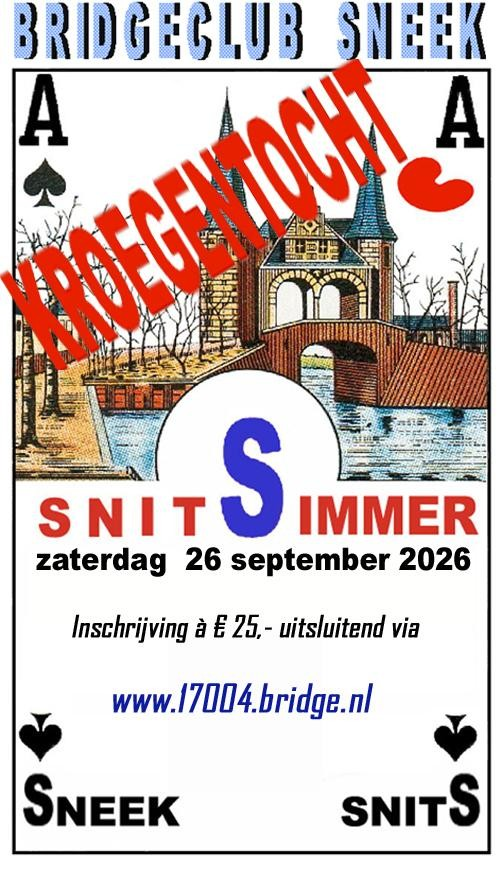 BRIDGECLUB SNEEK
A A
KROEGENTOCHT
SNITSIMMER
zaterdag 26 september 2026
Inschrijving à € 25,- uitsluitend via
www.17004.bridge.nl
SNEEK SNITS